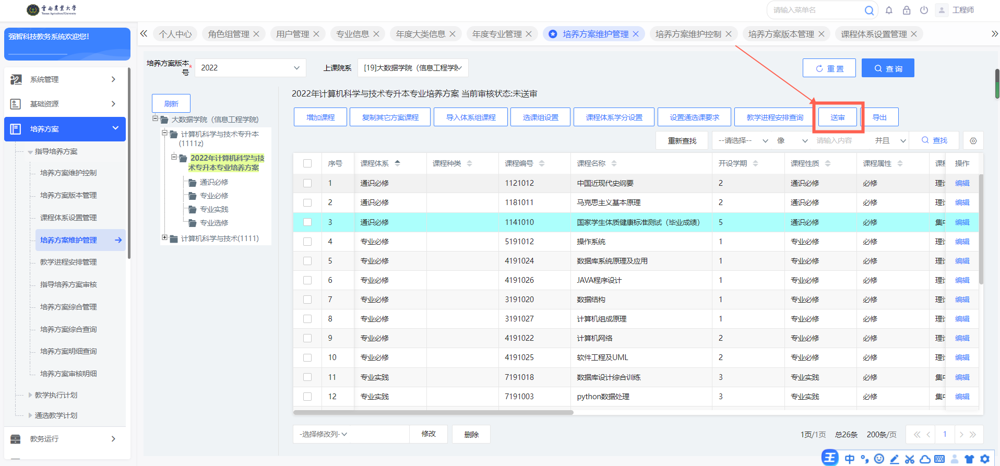 雲南農業大學
Yunnan Agricultural University
请输入菜单名
工程师
强智科技教务系统欢迎您!
个人中心 角色组管理 用户管理 专业信息 年度大类信息 年度专业管理 培养方案维护管理 培养方案维护控制 培养方案版本管理 课程体系设置管理
系统管理
基础资源
培养方案
指导培养方案
培养方案维护控制
培养方案版本管理
课程体系设置管理
培养方案维护管理
教学进程安排管理
指导培养方案审核
培养方案综合管理
培养方案综合查询
培养方案明细查询
培养方案审核明细
教学执行计划
通选教学计划
教务运行
培养方案版本号* 2022 上课院系 [19]大数据学院（信息工程学院 重 置 查 询
刷新
大数据学院（信息工程学院)
计算机科学与技术专升本
(1111z)
2022年计算机科学与技
术专升本专业培养方案
通识必修
专业必修
专业实践
专业选修
计算机科学与技术(1111)
2022年计算机科学与技术专升本专业培养方案 当前审核状态:未送审
增加课程 复制其它方案课程 导入体系组课程 选课组设置 课程体系学分设置 设置通选课要求 教学进程安排查询 送审 导出
重新查找 --请选择-- 像 请输入内容 并且 查找
序号 课程体系 课程种类 课程编号 课程名称 开设学期 课程性质 课程属性 课程 操作
1 通识必修 1121012 中国近现代史纲要 2 通识必修 必修 理论 编辑
2 通识必修 1181011 马克思主义基本原理 2 通识必修 必修 理论 编辑
3 通识必修 1141010 国家学生体质健康标准测试（毕业成绩） 5 通识必修 必修 集中 编辑
4 专业必修 5191012 操作系统 1 专业必修 必修 理论 编辑
5 专业必修 4191024 数据库系统原理及应用 1 专业必修 必修 理论 编辑
6 专业必修 4191026 JAVA程序设计 1 专业必修 必修 理论 编辑
7 专业必修 3191020 数据结构 1 专业必修 必修 理论 编辑
8 专业必修 3191027 计算机组成原理 1 专业必修 必修 理论 编辑
9 专业必修 4191022 计算机网络 2 专业必修 必修 理论 编辑
10 专业必修 4191025 软件工程及UML 2 专业必修 必修 理论 编辑
11 专业实践 7191018 数据库设计综合训练 3 专业实践 必修 集中 编辑
12 专业实践 7191003 python数据处理 3 专业实践 必修 集中 编辑
-选择修改列- 修改 删除 1页/1页 总26条 200条/页 1
王 中